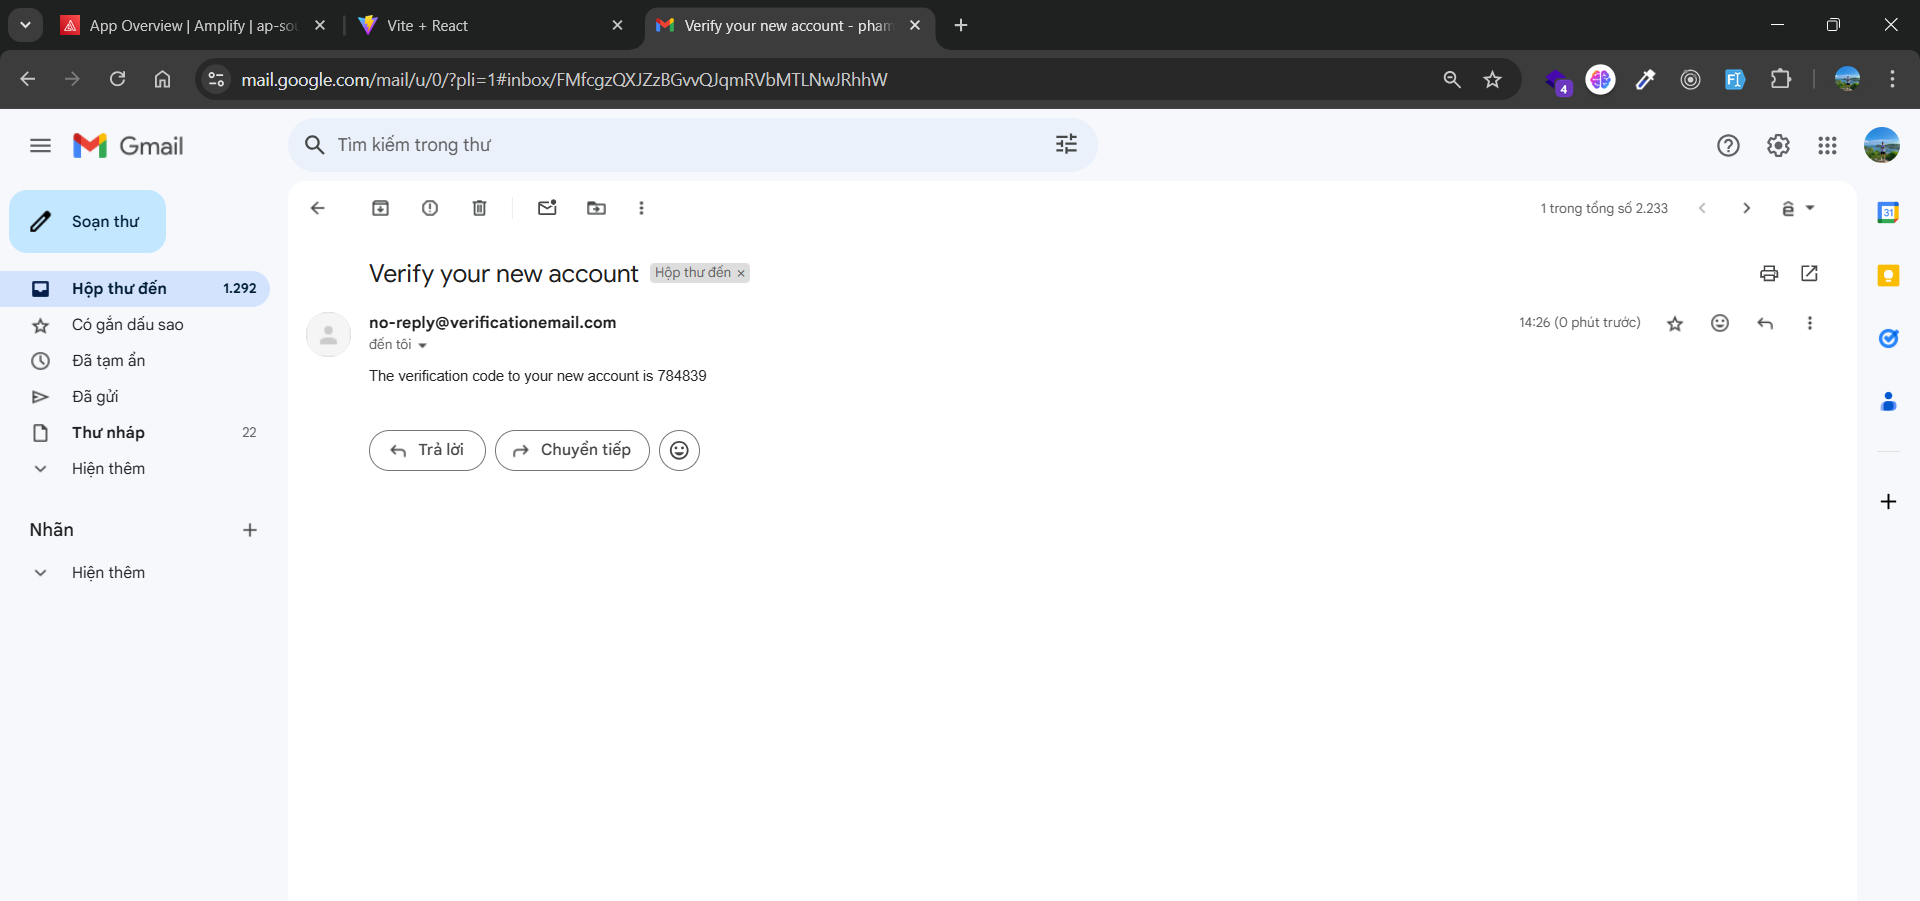 App Overview | Amplify | ap-sou
Vite + React
Verify your new account - pham
mail.google.com/mail/u/0/?pli=1#inbox/FMfcgzQXJZzBGvvQJqmRVbMTLNwJRhhW
4
Gmail
Tìm kiếm trong thư
Soạn thư
1 trong tổng số 2.233
ê
31
Verify your new account
Hộp thư đến ×
Hộp thư đến 1.292
Có gắn dấu sao
Đã tạm ẩn
Đã gửi
Thư nháp 22
Hiện thêm
Nhãn
Hiện thêm
no-reply@verificationemail.com
14:26 (0 phút trước)
đến tôi
The verification code to your new account is 784839
Trả lời
Chuyển tiếp